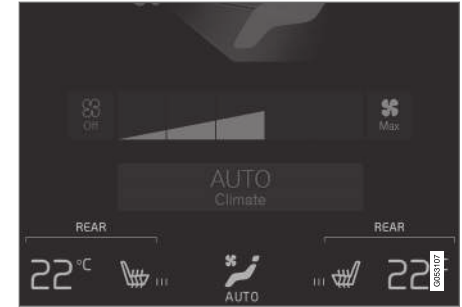 Off
Max
AUTO
Climate
REAR
REAR
22°C
22
AUTO
G053107